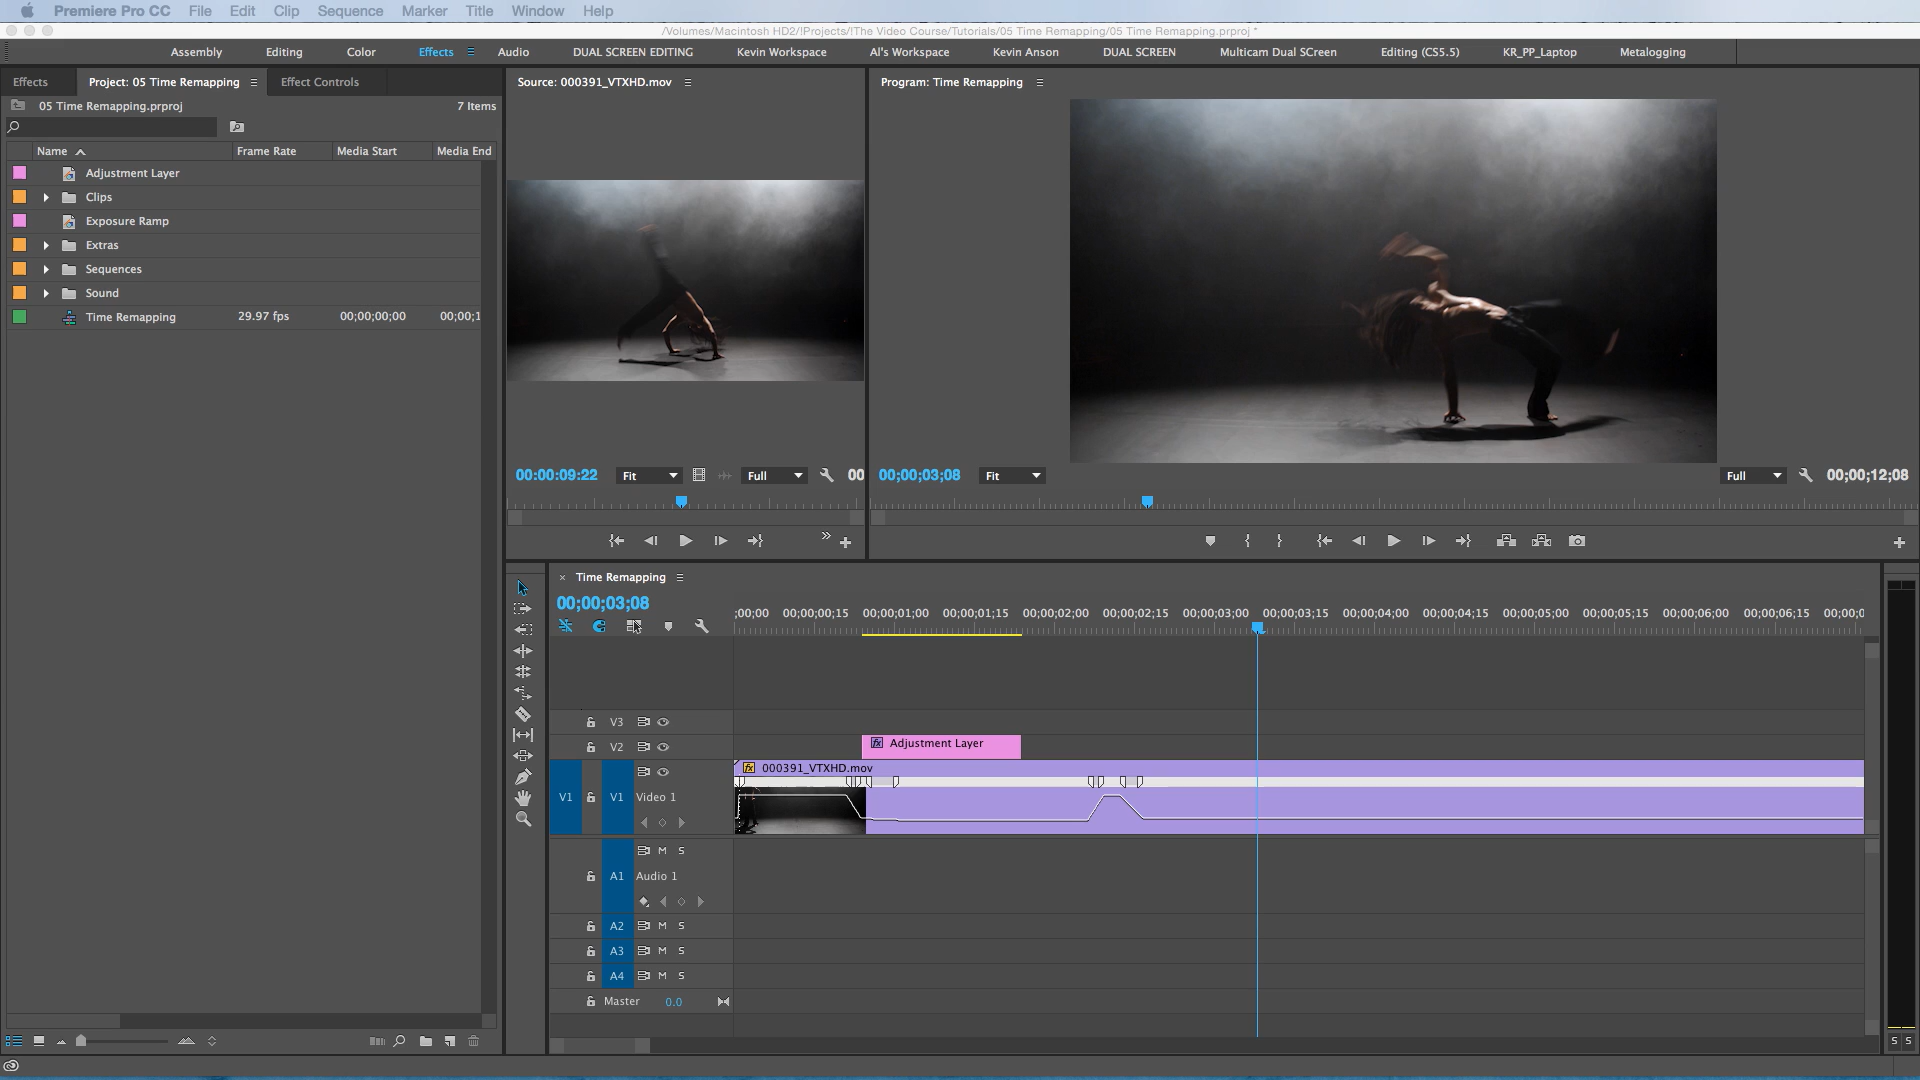 Premiere Pro CC File Edit Clip Sequence Marker Title Window Help
/Volumes/Macintosh HD2/!Projects/!The Video Course/Tutorials/05 Time Remapping/05 Time Remapping.prproj *
Assembly Editing Color Effects Audio DUAL SCREEN EDITING Kevin Workspace Al's Workspace Kevin Anson DUAL SCREEN Multicam Dual SCreen Editing (CS5.5) KR_PP_Laptop Metalogging
Effects Project: 05 Time Remapping Effect Controls
05 Time Remapping.prproj 7 Items
Name Frame Rate Media Start Media End
Adjustment Layer
Clips
Exposure Ramp
Extras
Sequences
Sound
Time Remapping 29.97 fps 00;00;00;00 00;00;1
Source: 000391_VTXHD.mov
00:00:09:22 Fit Full 00
Program: Time Remapping
00;00;03;08 Fit Full 00;00;12;08
× Time Remapping
00;00;03;08
;00;00 00;00;00;15 00;00;01;00 00;00;01;15 00;00;02;00 00;00;02;15 00;00;03;00 00;00;03;15 00;00;04;00 00;00;04;15 00;00;05;00 00;00;05;15 00;00;06;00 00;00;06;15 00;00;0
V3
V2 fx Adjustment Layer
fx 000391_VTXHD.mov
V1 V1 Video 1
M S
A1 Audio 1
A2 M S
A3 M S
A4 M S
Master 0.0
S S